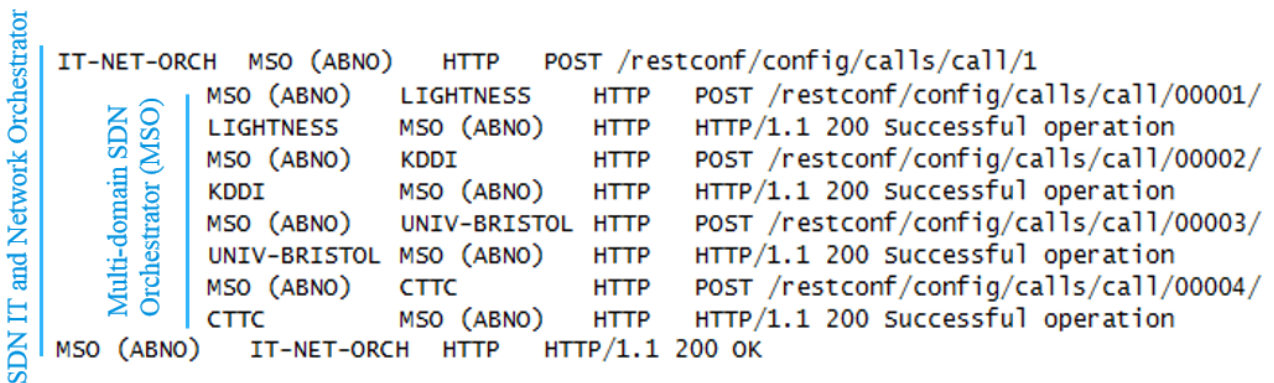 SDN IT and Network Orchestrator
Multi-domain SDN
Orchestrator (MSO)
IT-NET-ORCH MSO (ABNO) HTTP POST /restconf/config/calls/call/1
MSO (ABNO) LIGHTNESS HTTP POST /restconf/config/calls/call/00001/
LIGHTNESS MSO (ABNO) HTTP HTTP/1.1 200 Successful operation
MSO (ABNO) KDDI HTTP POST /restconf/config/calls/call/00002/
KDDI MSO (ABNO) HTTP HTTP/1.1 200 Successful operation
MSO (ABNO) UNIV-BRISTOL HTTP POST /restconf/config/calls/call/00003/
UNIV-BRISTOL MSO (ABNO) HTTP HTTP/1.1 200 Successful operation
MSO (ABNO) CTTC HTTP POST /restconf/config/calls/call/00004/
CTTC MSO (ABNO) HTTP HTTP/1.1 200 Successful operation
MSO (ABNO) IT-NET-ORCH HTTP HTTP/1.1 200 OK